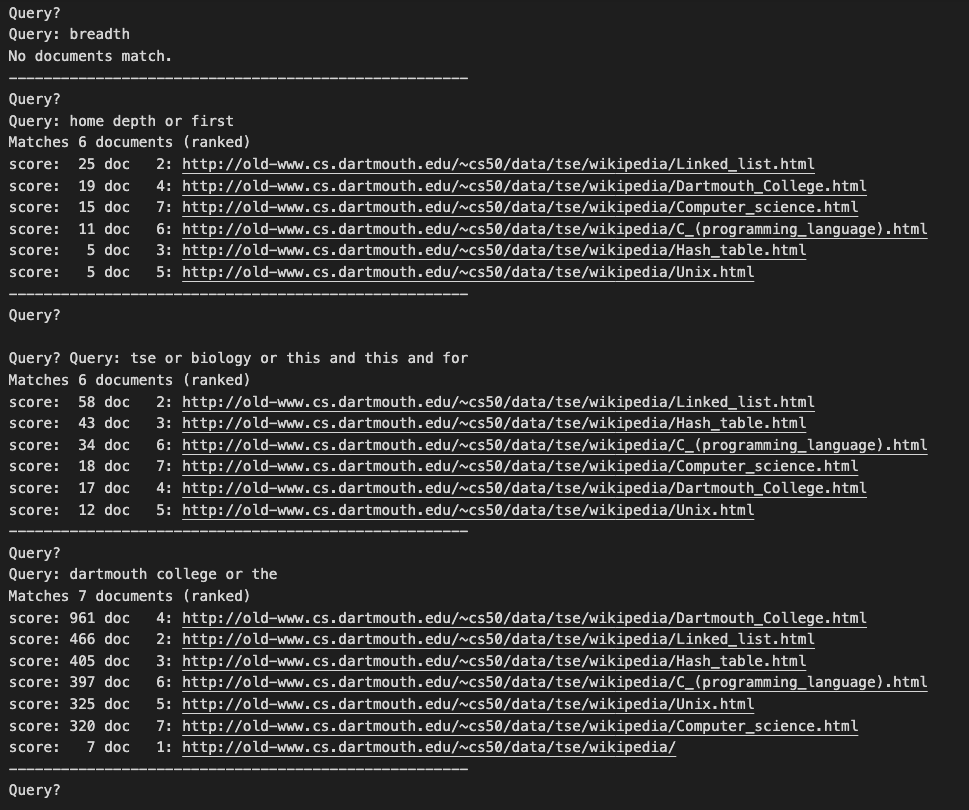 Query?
Query: breadth
No documents match.
-----------------------------------------------------
Query?
Query: home depth or first
Matches 6 documents (ranked)
score:  25 doc   2: http://old-www.cs.dartmouth.edu/~cs50/data/tse/wikipedia/Linked_list.html
score:  19 doc   4: http://old-www.cs.dartmouth.edu/~cs50/data/tse/wikipedia/Dartmouth_College.html
score:  15 doc   7: http://old-www.cs.dartmouth.edu/~cs50/data/tse/wikipedia/Computer_science.html
score:  11 doc   6: http://old-www.cs.dartmouth.edu/~cs50/data/tse/wikipedia/C_(programming_language).html
score:   5 doc   3: http://old-www.cs.dartmouth.edu/~cs50/data/tse/wikipedia/Hash_table.html
score:   5 doc   5: http://old-www.cs.dartmouth.edu/~cs50/data/tse/wikipedia/Unix.html
-----------------------------------------------------
Query?
Query? Query: tse or biology or this and this and for
Matches 6 documents (ranked)
score:  58 doc   2: http://old-www.cs.dartmouth.edu/~cs50/data/tse/wikipedia/Linked_list.html
score:  43 doc   3: http://old-www.cs.dartmouth.edu/~cs50/data/tse/wikipedia/Hash_table.html
score:  34 doc   6: http://old-www.cs.dartmouth.edu/~cs50/data/tse/wikipedia/C_(programming_language).html
score:  18 doc   7: http://old-www.cs.dartmouth.edu/~cs50/data/tse/wikipedia/Computer_science.html
score:  17 doc   4: http://old-www.cs.dartmouth.edu/~cs50/data/tse/wikipedia/Dartmouth_College.html
score:  12 doc   5: http://old-www.cs.dartmouth.edu/~cs50/data/tse/wikipedia/Unix.html
-----------------------------------------------------
Query?
Query: dartmouth college or the
Matches 7 documents (ranked)
score: 961 doc   4: http://old-www.cs.dartmouth.edu/~cs50/data/tse/wikipedia/Dartmouth_College.html
score: 466 doc   2: http://old-www.cs.dartmouth.edu/~cs50/data/tse/wikipedia/Linked_list.html
score: 405 doc   3: http://old-www.cs.dartmouth.edu/~cs50/data/tse/wikipedia/Hash_table.html
score: 397 doc   6: http://old-www.cs.dartmouth.edu/~cs50/data/tse/wikipedia/C_(programming_language).html
score: 325 doc   5: http://old-www.cs.dartmouth.edu/~cs50/data/tse/wikipedia/Unix.html
score: 320 doc   7: http://old-www.cs.dartmouth.edu/~cs50/data/tse/wikipedia/Computer_science.html
score:   7 doc   1: http://old-www.cs.dartmouth.edu/~cs50/data/tse/wikipedia/
-----------------------------------------------------
Query?